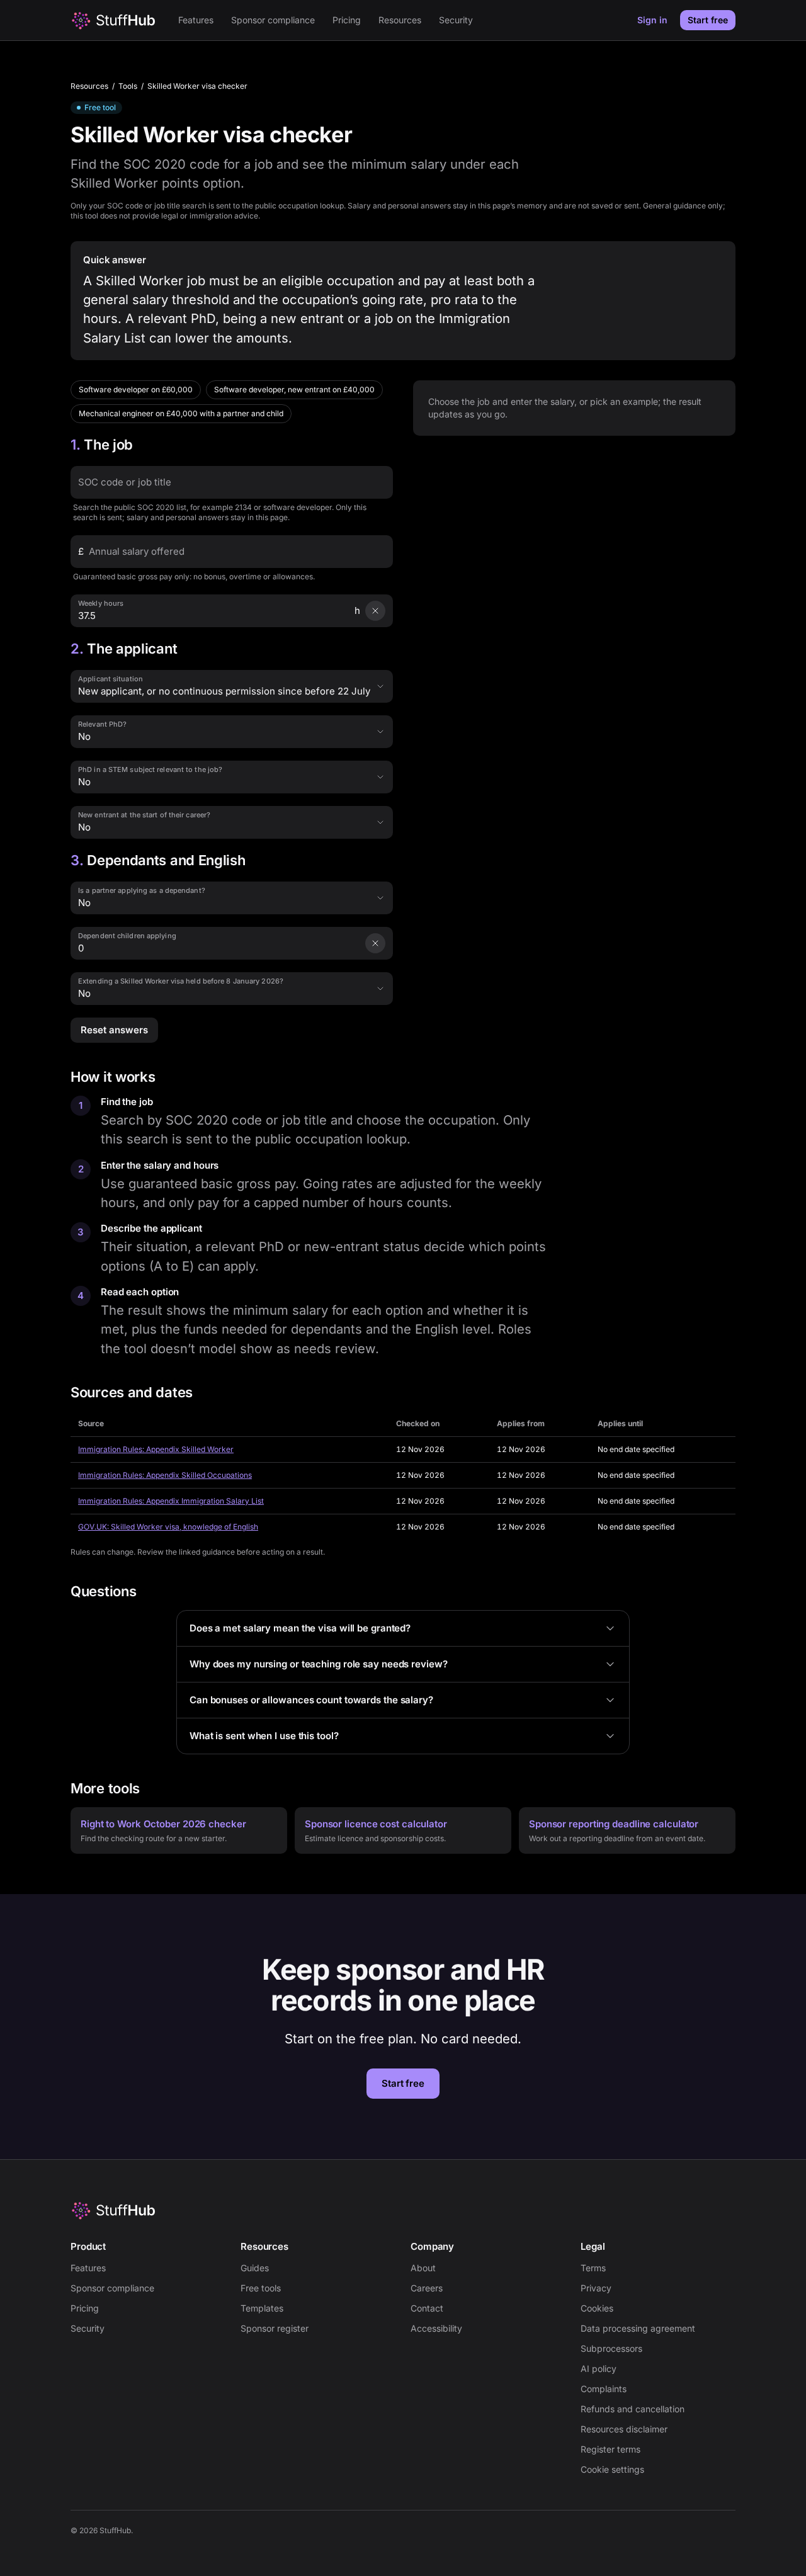 StuffHub
Features
Sponsor compliance
Pricing
Resources
Security
Sign in
Start free
Resources / Tools / Skilled Worker visa checker
Free tool
Skilled Worker visa checker
Find the SOC 2020 code for a job and see the minimum salary under each
Skilled Worker points option.
Only your SOC code or job title search is sent to the public occupation lookup. Salary and personal answers stay in this page's memory and are not saved or sent. General guidance only;
this tool does not provide legal or immigration advice.
Quick answer
A Skilled Worker job must be an eligible occupation and pay at least both a
general salary threshold and the occupation's going rate, pro rata to the
hours. A relevant PhD, being a new entrant or a job on the Immigration
Salary List can lower the amounts.
Software developer on £60,000
Software developer, new entrant on £40,000
Mechanical engineer on £40,000 with a partner and child
Choose the job and enter the salary, or pick an example; the result
updates as you go.
1. The job
SOC code or job title
Search the public SOC 2020 list, for example 2134 or software developer. Only this
search is sent; salary and personal answers stay in this page.
£ Annual salary offered
Guaranteed basic gross pay only: no bonus, overtime or allowances.
Weekly hours
37.5
h
2. The applicant
Applicant situation
New applicant, or no continuous permission since before 22 July
Relevant PhD?
No
PhD in a STEM subject relevant to the job?
No
New entrant at the start of their career?
No
3. Dependants and English
Is a partner applying as a dependant?
No
Dependent children applying
0
Extending a Skilled Worker visa held before 8 January 2026?
No
Reset answers
How it works
1
Find the job
Search by SOC 2020 code or job title and choose the occupation. Only
this search is sent to the public occupation lookup.
2
Enter the salary and hours
Use guaranteed basic gross pay. Going rates are adjusted for the weekly
hours, and only pay for a capped number of hours counts.
3
Describe the applicant
Their situation, a relevant PhD or new-entrant status decide which points
options (A to E) can apply.
4
Read each option
The result shows the minimum salary for each option and whether it is
met, plus the funds needed for dependants and the English level. Roles
the tool doesn't model show as needs review.
Sources and dates
Source
Checked on
Applies from
Applies until
Immigration Rules: Appendix Skilled Worker
12 Nov 2026
12 Nov 2026
No end date specified
Immigration Rules: Appendix Skilled Occupations
12 Nov 2026
12 Nov 2026
No end date specified
Immigration Rules: Appendix Immigration Salary List
12 Nov 2026
12 Nov 2026
No end date specified
GOV.UK: Skilled Worker visa, knowledge of English
12 Nov 2026
12 Nov 2026
No end date specified
Rules can change. Review the linked guidance before acting on a result.
Questions
Does a met salary mean the visa will be granted?
Why does my nursing or teaching role say needs review?
Can bonuses or allowances count towards the salary?
What is sent when I use this tool?
More tools
Right to Work October 2026 checker
Find the checking route for a new starter.
Sponsor licence cost calculator
Estimate licence and sponsorship costs.
Sponsor reporting deadline calculator
Work out a reporting deadline from an event date.
Keep sponsor and HR
records in one place
Start on the free plan. No card needed.
Start free
StuffHub
Product
Features
Sponsor compliance
Pricing
Security
Resources
Guides
Free tools
Templates
Sponsor register
Company
About
Careers
Contact
Accessibility
Legal
Terms
Privacy
Cookies
Data processing agreement
Subprocessors
AI policy
Complaints
Refunds and cancellation
Resources disclaimer
Register terms
Cookie settings
© 2026 StuffHub.